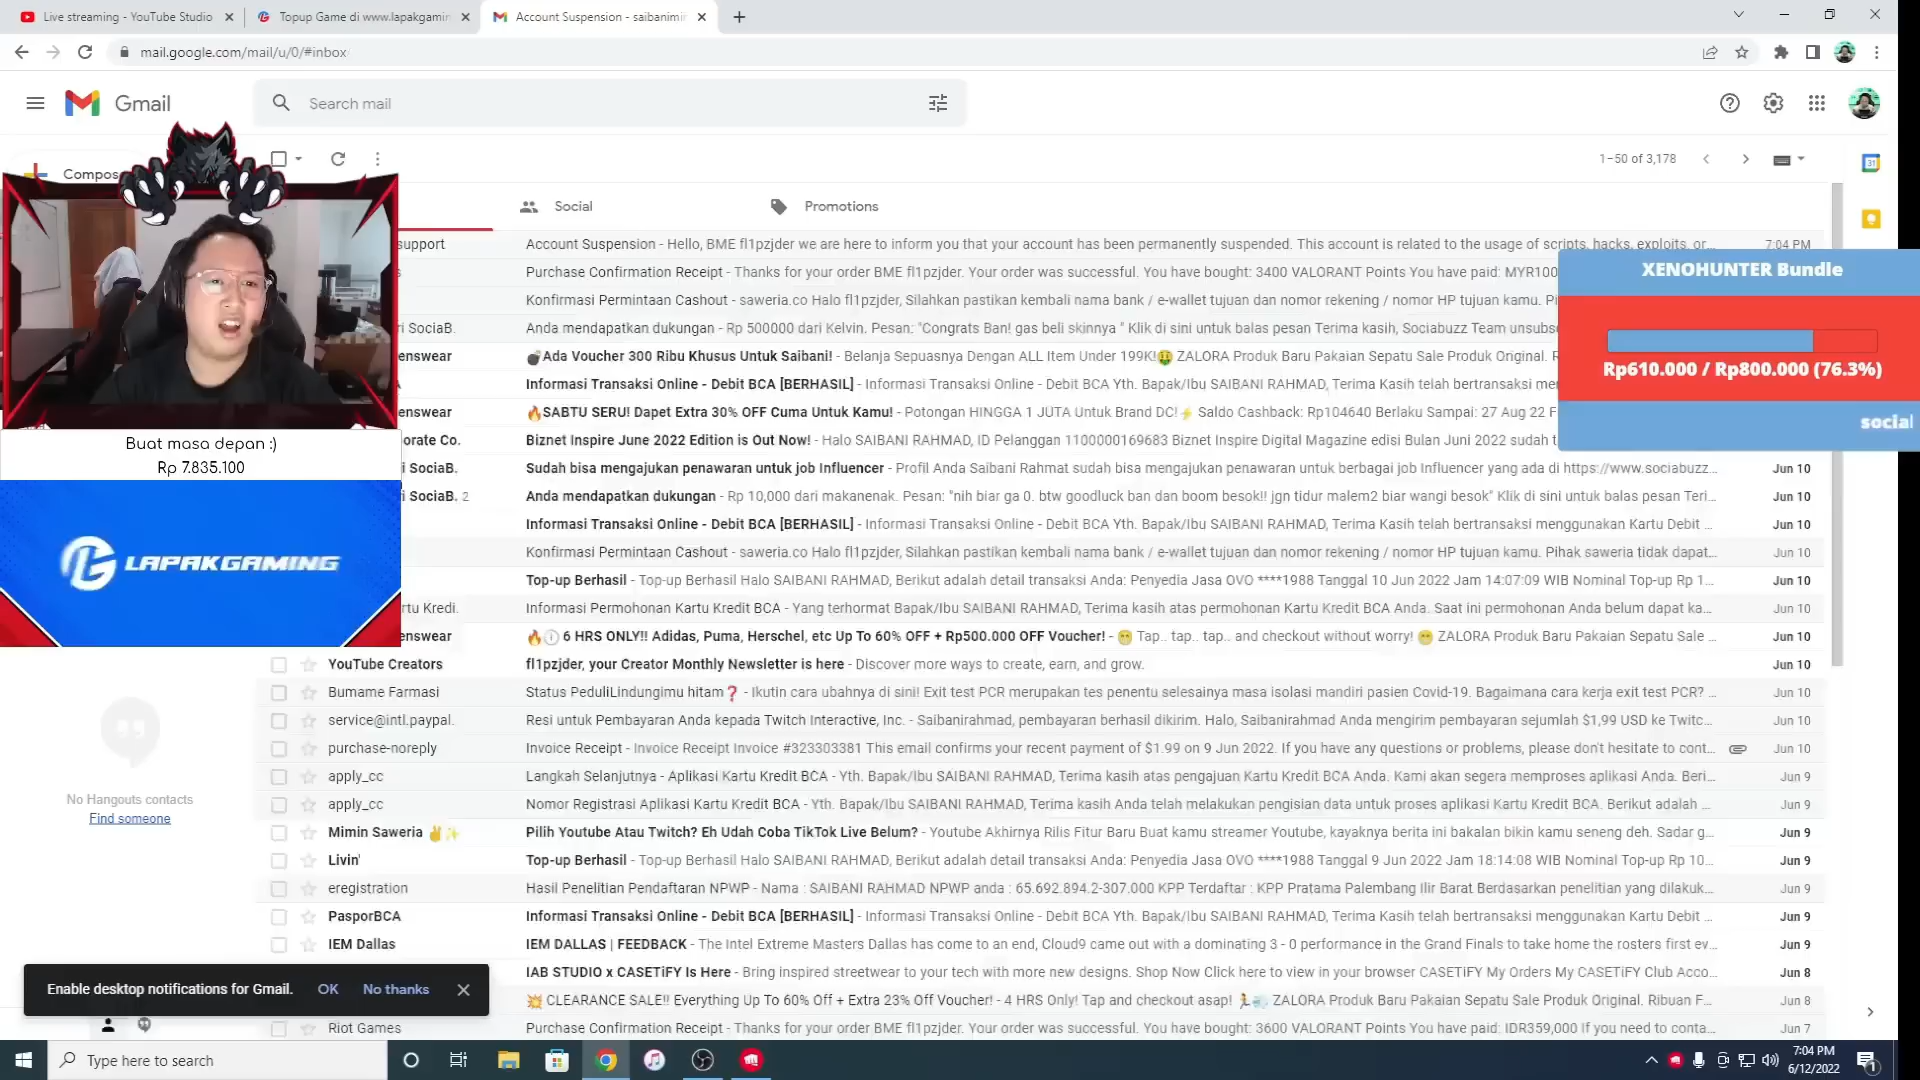 Live streaming - YouTube Studio
Topup Game di www.lapakgamin
Account Suspension - saibanimin
mail.google.com/mail/u/0/#inbox
Gmail
Search mail
Compos
1–50 of 3,178
31
Social
Promotions
support
Account Suspension - Hello, BME fl1pzjder we are here to inform you that your account has been permanently suspended. This account is related to the usage of scripts, hacks, exploits, or...
7:04 PM
Purchase Confirmation Receipt - Thanks for your order BME fl1pzjder. Your order was successful. You have bought: 3400 VALORANT Points You have paid: MYR100
Konfirmasi Permintaan Cashout - saweria.co Halo fl1pzjder, Silahkan pastikan kembali nama bank / e-wallet tujuan dan nomor rekening / nomor HP tujuan kamu. Pi
ri SociaB.
Anda mendapatkan dukungan - Rp 500000 dari Kelvin. Pesan: "Congrats Ban! gas beli skinnya " Klik di sini untuk balas pesan Terima kasih, Sociabuzz Team unsubs
enswear
Ada Voucher 300 Ribu Khusus Untuk Saibani! - Belanja Sepuasnya Dengan ALL Item Under 199K! ZALORA Produk Baru Pakaian Sepatu Sale Produk Original. R
Informasi Transaksi Online - Debit BCA [BERHASIL] - Informasi Transaksi Online - Debit BCA Yth. Bapak/Ibu SAIBANI RAHMAD, Terima Kasih telah bertransaksi me
enswear
🔥SABTU SERU! Dapet Extra 30% OFF Cuma Untuk Kamu! - Potongan HINGGA 1 JUTA Untuk Brand DC!⚡ Saldo Cashback: Rp104640 Berlaku Sampai: 27 Aug 22 F
orate Co.
Biznet Inspire June 2022 Edition is Out Now! - Halo SAIBANI RAHMAD, ID Pelanggan 1100000169683 Biznet Inspire Digital Magazine edisi Bulan Juni 2022 sudah t
ri SociaB.
Sudah bisa mengajukan penawaran untuk job Influencer - Profil Anda Saibani Rahmat sudah bisa mengajukan penawaran untuk berbagai job Influencer yang ada di https://www.sociabuzz...
Jun 10
ri SociaB. 2
Anda mendapatkan dukungan - Rp 10,000 dari makanenak. Pesan: "nih biar ga 0. btw goodluck ban dan boom besok!! jgn tidur malem2 biar wangi besok" Klik di sini untuk balas pesan Teri...
Jun 10
Informasi Transaksi Online - Debit BCA [BERHASIL] - Informasi Transaksi Online - Debit BCA Yth. Bapak/Ibu SAIBANI RAHMAD, Terima Kasih telah bertransaksi menggunakan Kartu Debit ...
Jun 10
Konfirmasi Permintaan Cashout - saweria.co Halo fl1pzjder, Silahkan pastikan kembali nama bank / e-wallet tujuan dan nomor rekening / nomor HP tujuan kamu. Pihak saweria tidak dapat...
Jun 10
Top-up Berhasil - Top-up Berhasil Halo SAIBANI RAHMAD, Berikut adalah detail transaksi Anda: Penyedia Jasa OVO ****1988 Tanggal 10 Jun 2022 Jam 14:07:09 WIB Nominal Top-up Rp 1...
Jun 10
rtu Kredi.
Informasi Permohonan Kartu Kredit BCA - Yang terhormat Bapak/Ibu SAIBANI RAHMAD, Terima kasih atas permohonan Kartu Kredit BCA Anda. Saat ini permohonan Anda belum dapat ka...
Jun 10
enswear
🔥🕕 6 HRS ONLY!! Adidas, Puma, Herschel, etc Up To 60% OFF + Rp500.000 OFF Voucher! - 😁 Tap.. tap.. tap.. and checkout without worry! 😁 ZALORA Produk Baru Pakaian Sepatu Sale ...
Jun 10
YouTube Creators
fl1pzjder, your Creator Monthly Newsletter is here - Discover more ways to create, earn, and grow.
Jun 10
Bumame Farmasi
Status PeduliLindungimu hitam❓ - Ikutin cara ubahnya di sini! Exit test PCR merupakan tes penentu selesainya masa isolasi mandiri pasien Covid-19. Bagaimana cara kerja exit test PCR? ...
Jun 10
service@intl.paypal.
Resi untuk Pembayaran Anda kepada Twitch Interactive, Inc. - Saibanirahmad, pembayaran berhasil dikirim. Halo, Saibanirahmad Anda mengirim pembayaran sejumlah $1,99 USD ke Twitc...
Jun 10
purchase-noreply
Invoice Receipt - Invoice Receipt Invoice #323303381 This email confirms your recent payment of $1.99 on 9 Jun 2022. If you have any questions or problems, please don't hesitate to cont...
Jun 10
apply_cc
Langkah Selanjutnya - Aplikasi Kartu Kredit BCA - Yth. Bapak/Ibu SAIBANI RAHMAD, Terima kasih atas pengajuan Kartu Kredit BCA Anda. Kami akan segera memproses aplikasi Anda. Beri...
Jun 9
apply_cc
Nomor Registrasi Aplikasi Kartu Kredit BCA - Yth. Bapak/Ibu SAIBANI RAHMAD, Terima kasih Anda telah melakukan pengisian data untuk proses aplikasi Kartu Kredit BCA. Berikut adalah ...
Jun 9
Mimin Saweria ✌✨
Pilih Youtube Atau Twitch? Eh Udah Coba TikTok Live Belum? - Youtube Akhirnya Rilis Fitur Baru Buat kamu streamer Youtube, kayaknya berita ini bakalan bikin kamu seneng deh. Sadar g...
Jun 9
Livin'
Top-up Berhasil - Top-up Berhasil Halo SAIBANI RAHMAD, Berikut adalah detail transaksi Anda: Penyedia Jasa OVO ****1988 Tanggal 9 Jun 2022 Jam 18:14:08 WIB Nominal Top-up Rp 10...
Jun 9
eregistration
Hasil Penelitian Pendaftaran NPWP - Nama : SAIBANI RAHMAD NPWP anda : 65.692.894.2-307.000 KPP Terdaftar : KPP Pratama Palembang Ilir Barat Berdasarkan penelitian yang dilakuk...
Jun 9
PasporBCA
Informasi Transaksi Online - Debit BCA [BERHASIL] - Informasi Transaksi Online - Debit BCA Yth. Bapak/Ibu SAIBANI RAHMAD, Terima Kasih telah bertransaksi menggunakan Kartu Debit ...
Jun 9
IEM Dallas
IEM DALLAS | FEEDBACK - The Intel Extreme Masters Dallas has come to an end, Cloud9 came out with a dominating 3 - 0 performance in the Grand Finals to take home the rosters first ev...
Jun 9
IAB STUDIO x CASETiFY Is Here - Bring inspired streetwear to your tech with more new designs. Shop Now Click here to view in your browser CASETiFY My Orders My CASETiFY Club Acco...
Jun 8
💥 CLEARANCE SALE!! Everything Up To 60% Off + Extra 23% Off Voucher! - 4 HRS Only! Tap and checkout asap! 🏃💨 ZALORA Produk Baru Pakaian Sepatu Sale Produk Original. Ribuan F...
Jun 8
Riot Games
Purchase Confirmation Receipt - Thanks for your order BME fl1pzjder. Your order was successful. You have bought: 3600 VALORANT Points You have paid: IDR359,000 If you need to conta...
Jun 7
XENOHUNTER Bundle
Rp610.000 / Rp800.000 (76.3%)
social
Buat masa depan :)
Rp 7.835.100
LAPAKGAMING
No Hangouts contacts
Find someone
Enable desktop notifications for Gmail.
OK
No thanks
Type here to search
7:04 PM
6/12/2022
1